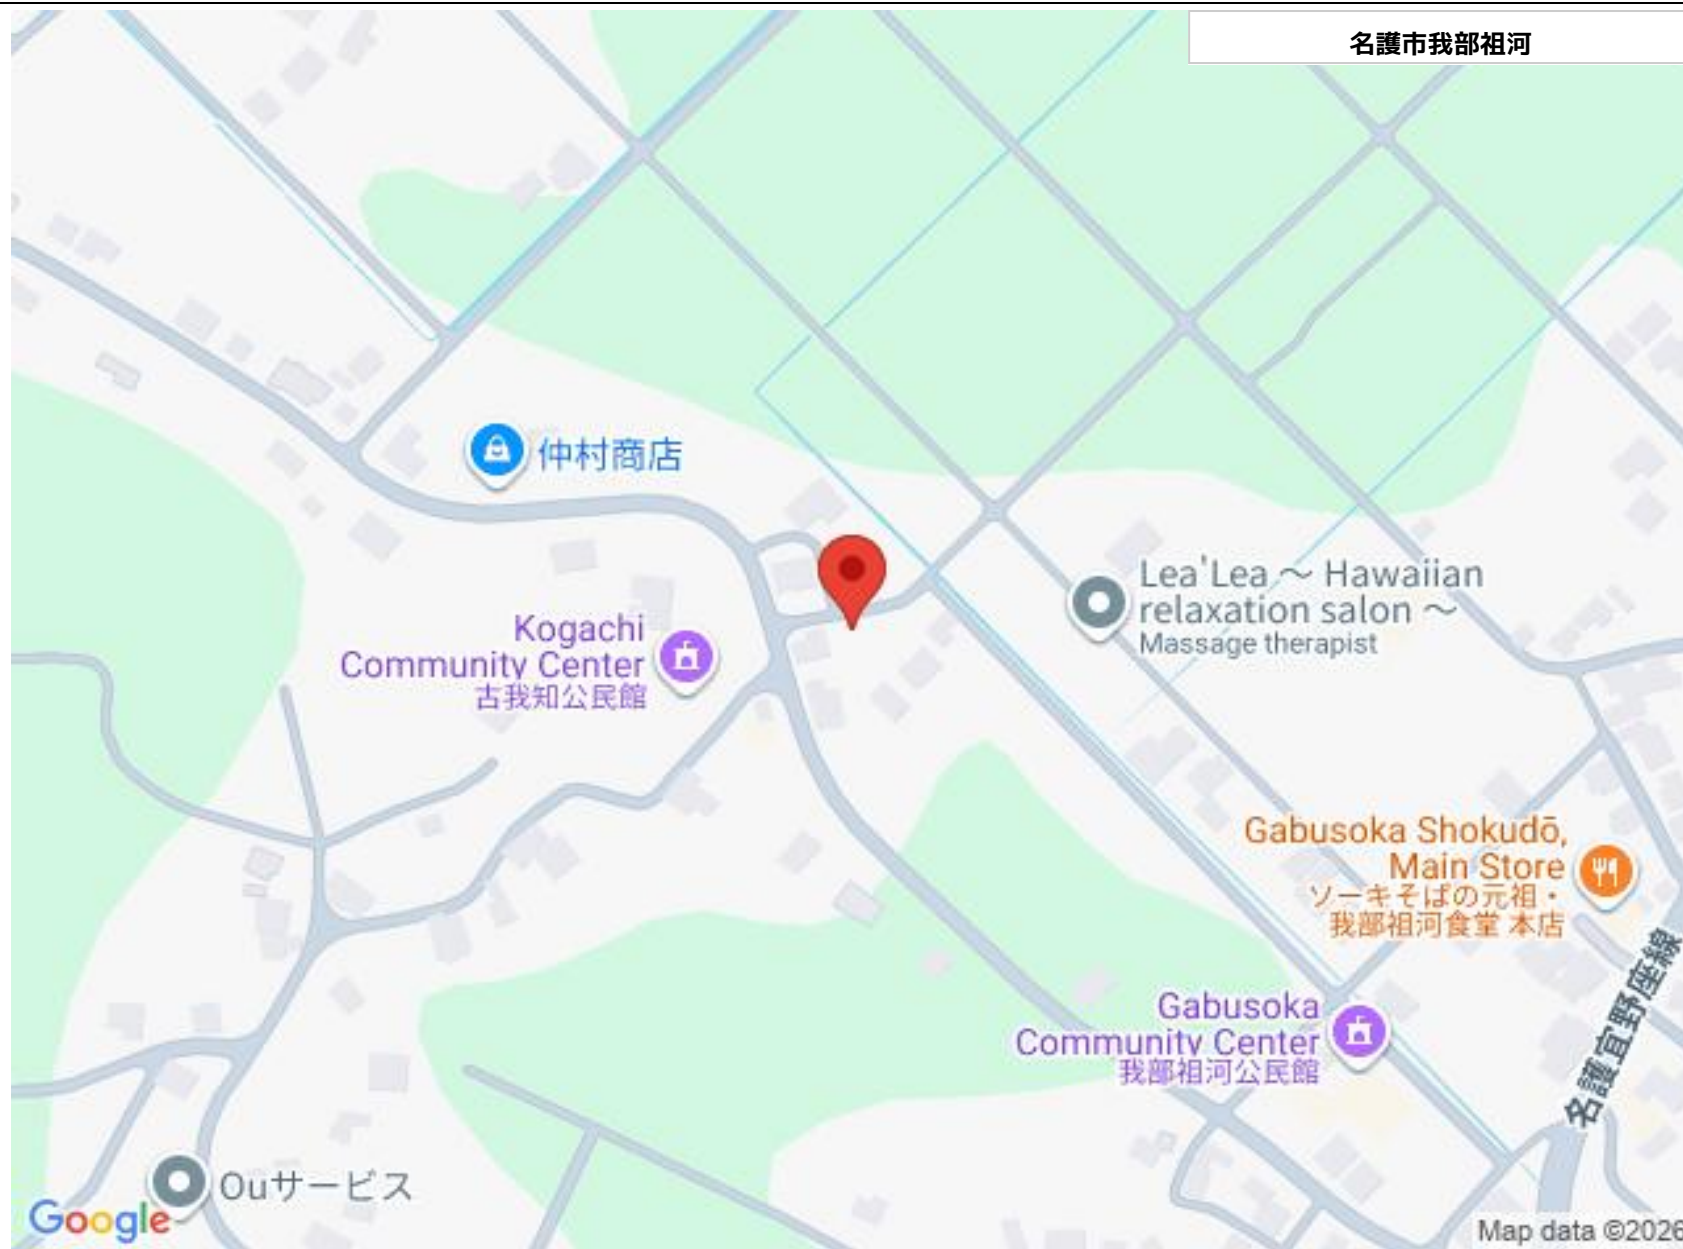 名護市我部祖河
仲村商店
Lea'Lea ～ Hawaiian
relaxation salon ～
Massage therapist
Kogachi
Community Center
古我知公民館
Gabusoka Shokudō,
Main Store
ソーキそばの元祖・
我部祖河食堂 本店
名護宜野座線
Gabusoka
Community Center
我部祖河公民館
Ouサービス
Google
Map data ©2026